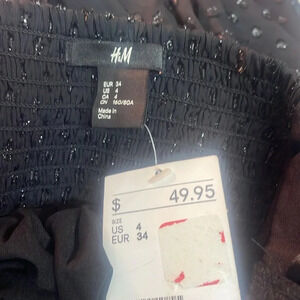 H&M
EUR 34
US 4
CA 4
CN 160/80A
Made in
China
$ 49.95
SIZE
US 4
EUR 34